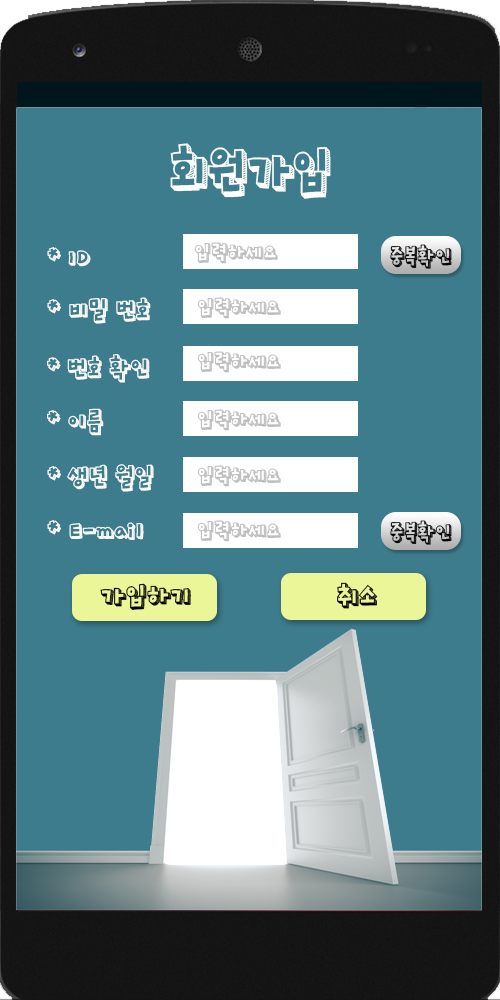 회원가입
* ID 입력하세요 중복확인
* 비밀 번호 입력하세요
* 번호 확인 입력하세요
* 이름 입력하세요
* 생년 월일 입력하세요
* E-mail 입력하세요 중복확인
가입하기 취소